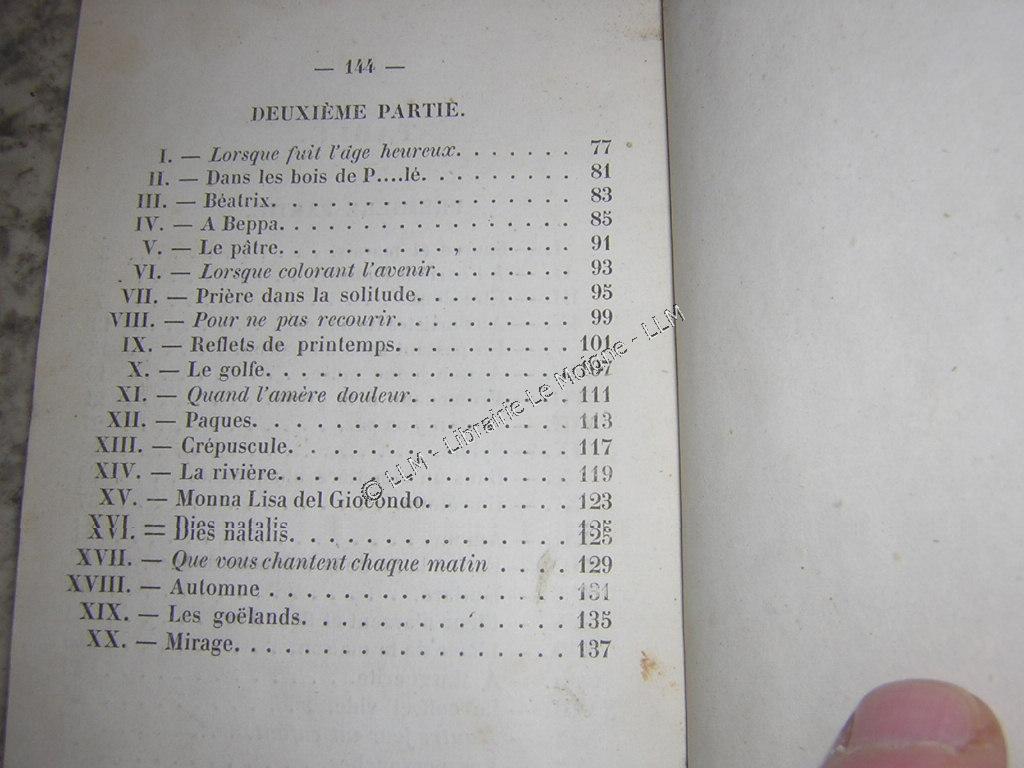 — 144 —
DEUXIÈME PARTIE.
I. — Lorsque fuit l'âge heureux. . . . . . . . 77
II. — Dans les bois de P....lé. . . . . . . . . 81
III. — Béatrix. . . . . . . . . . . . . . . . 83
IV. — A Beppa. . . . . . . . . . . . . . . . 85
V. — Le pâtre. . . . . . . . . . . . . . . . 91
VI. — Lorsque colorant l'avenir. . . . . . . . 93
VII. — Prière dans la solitude. . . . . . . . . 95
VIII. — Pour ne pas recourir. . . . . . . . . . 99
IX. — Reflets de printemps. . . . . . . . . . 101
X. — Le golfe. . . . . . . . . . . . . . . .
XI. — Quand l'amère douleur. . . . . . . . . 111
XII. — Paques. . . . . . . . . . . . . . . . 113
XIII. — Crépuscule. . . . . . . . . . . . . . 117
XIV. — La rivière. . . . . . . . . . . . . . . 119
XV. — Monna Lisa del Giocondo. . . . . . . . 123
XVI. — Dies natalis. . . . . . . . . . . . . . 125
XVII. — Que vous chantent chaque matin . . . . 129
XVIII. — Automne . . . . . . . . . . . . . . . 131
XIX. — Les goëlands. . . . . . . . . . . . . . 135
XX. — Mirage. . . . . . . . . . . . . . . . . 137
© LLM - Librairie Le Moigne - LLM